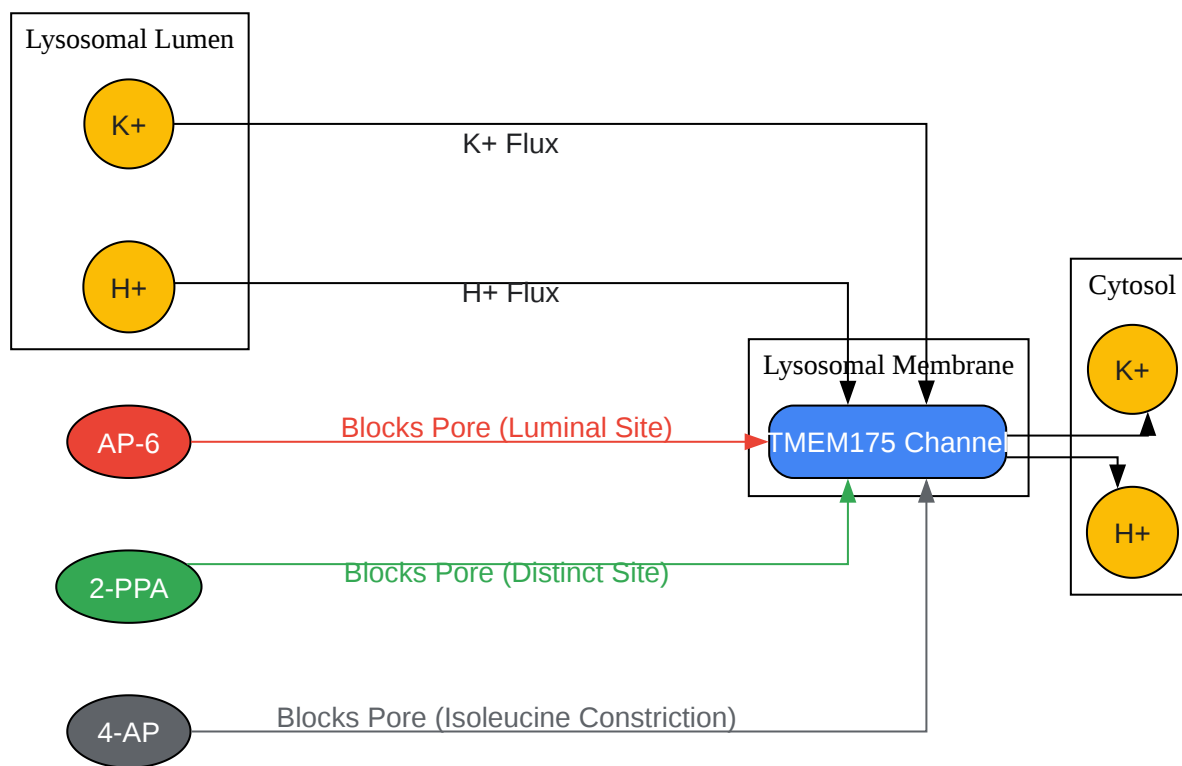 Lysosomal Lumen
K+
K+ Flux
H+
H+ Flux
Cytosol
K+
Lysosomal Membrane
AP-6
Blocks Pore (Luminal Site)
TMEM175 Channel
H+
2-PPA
Blocks Pore (Distinct Site)
4-AP
Blocks Pore (Isoleucine Constriction)